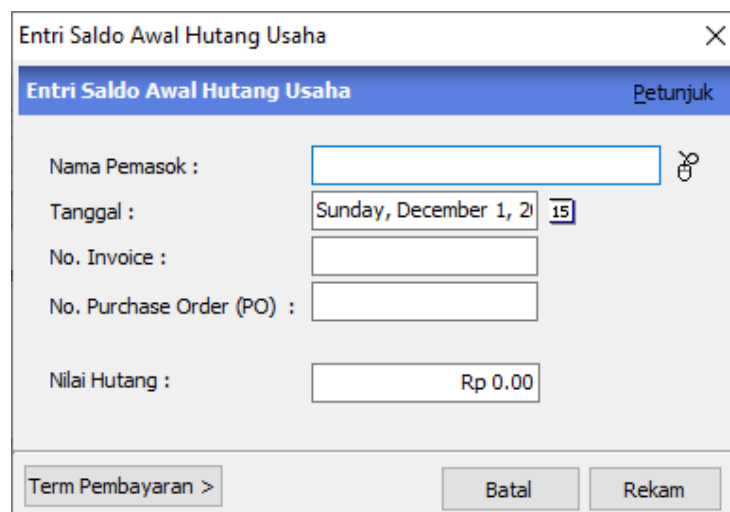 Entri Saldo Awal Hutang Usaha
Entri Saldo Awal Hutang Usaha Petunjuk
Nama Pemasok :
Tanggal : Sunday, December 1, 2 15
No. Invoice :
No. Purchase Order (PO) :
Nilai Hutang : Rp 0.00
Term Pembayaran > Batal Rekam